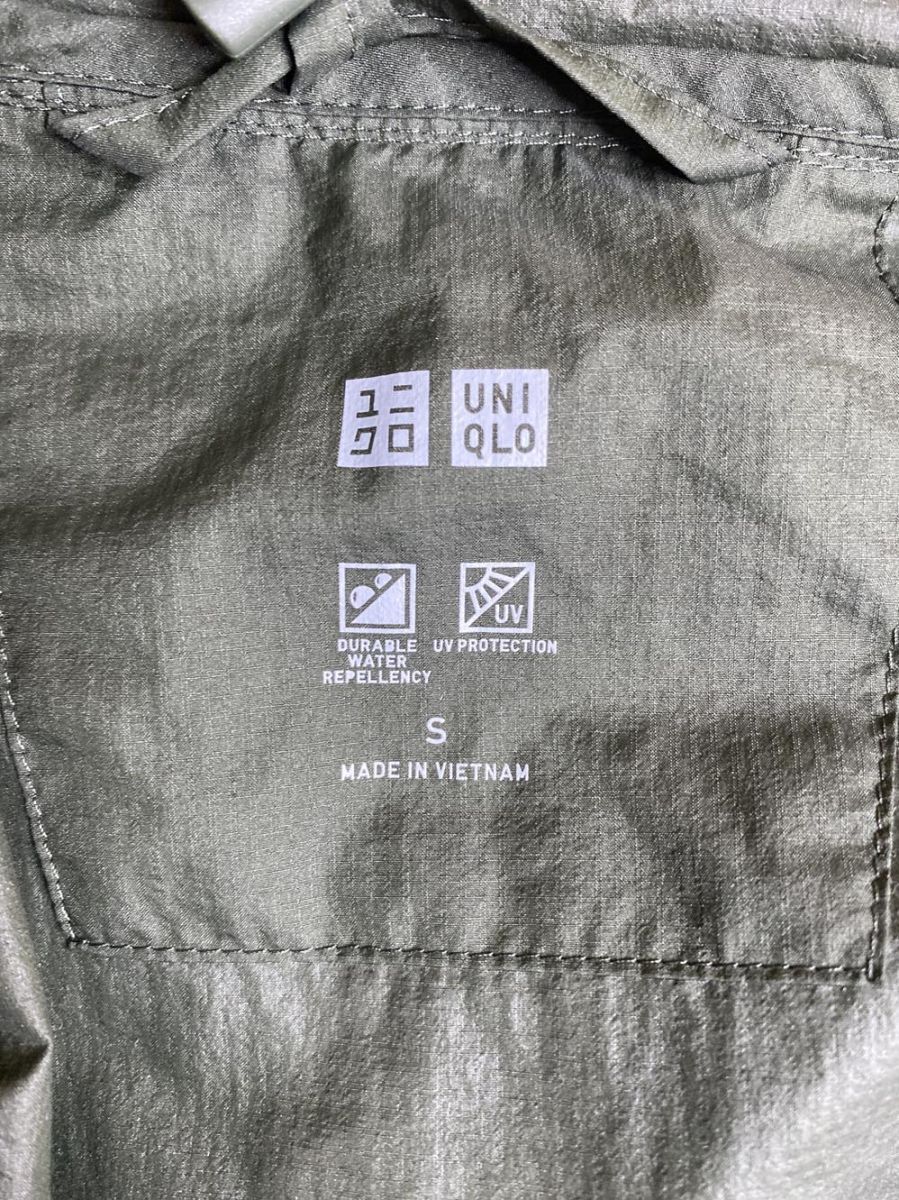 ユニ
クロ
UNI
QLO
UV
DURABLE
WATER
REPELLENCY
UV PROTECTION
S
MADE IN VIETNAM